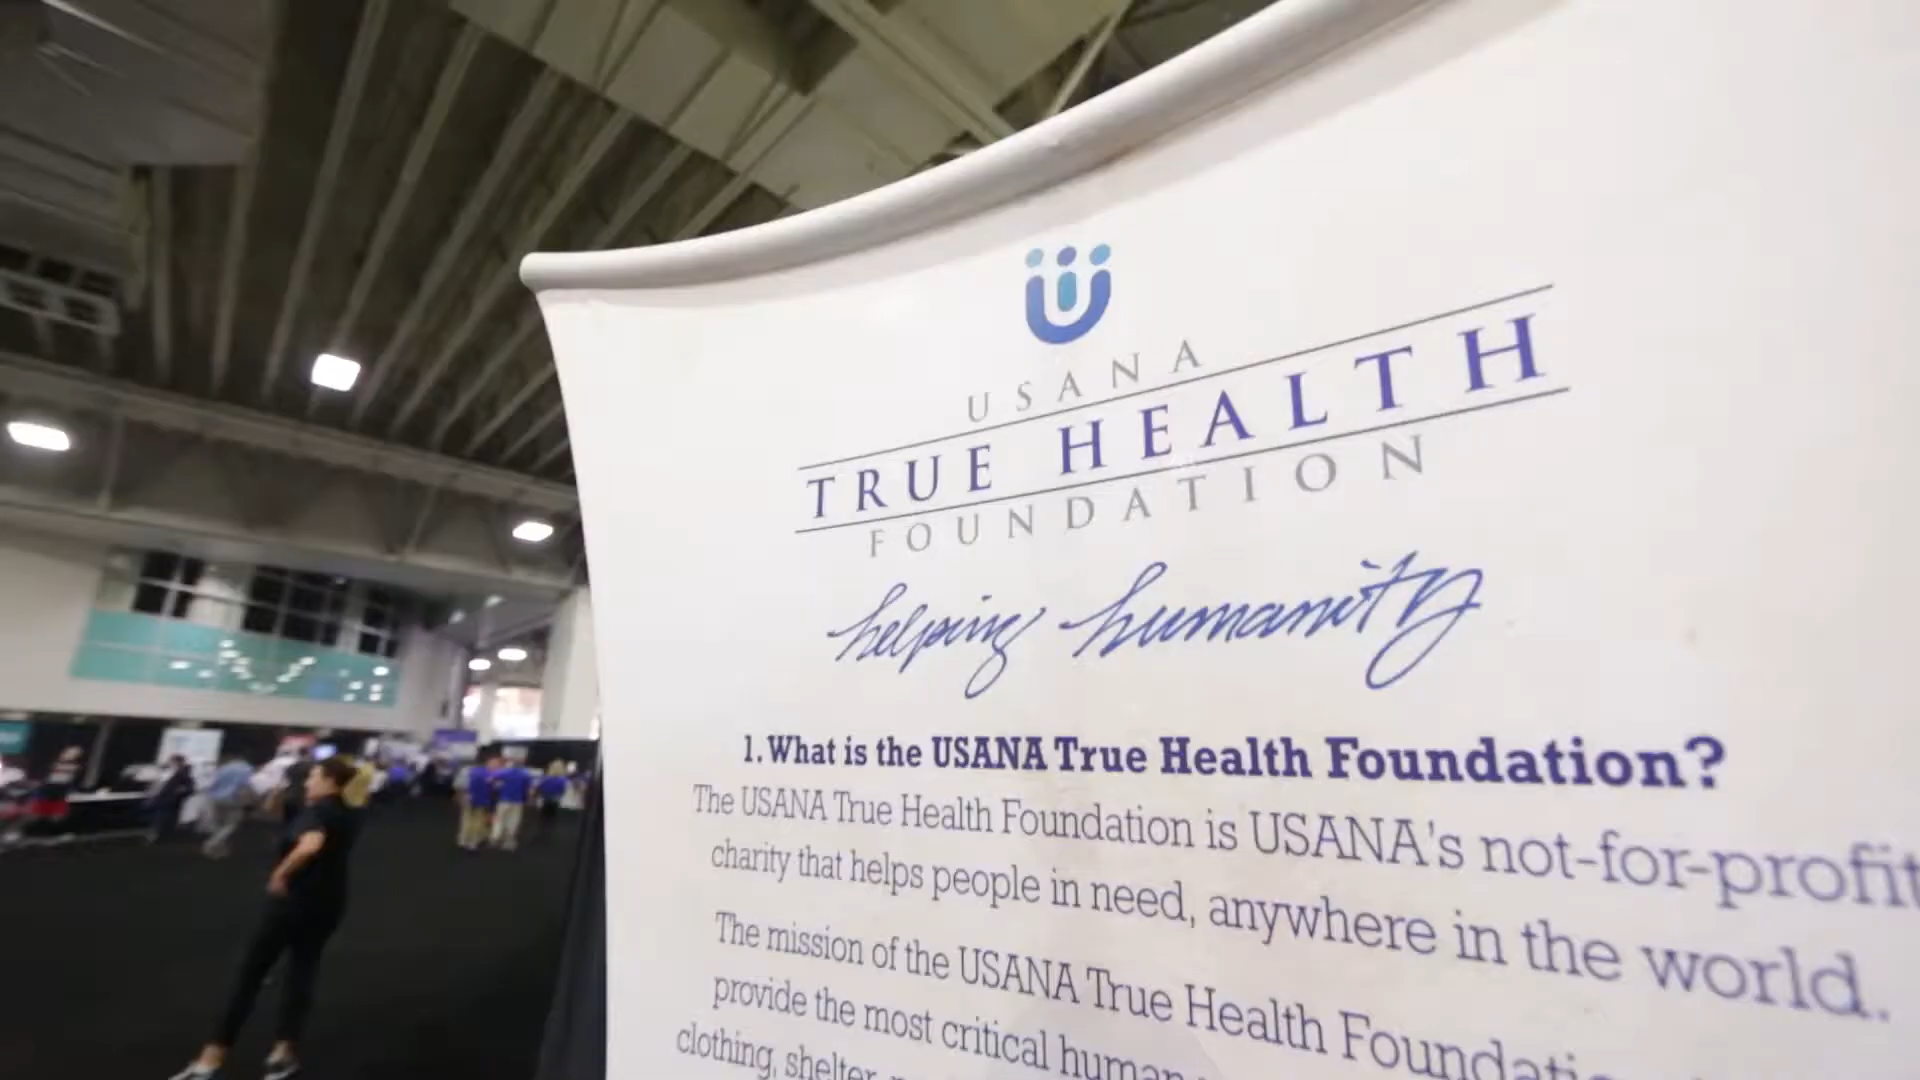 USANA
TRUE HEALTH
FOUNDATION
helping humanity
1. What is the USANA True Health Foundation?
The USANA True Health Foundation is USANA's not-for-profit
charity that helps people in need, anywhere in the world.
The mission of the USANA True Health Foundati
provide the most critical human
clothing, shelter,